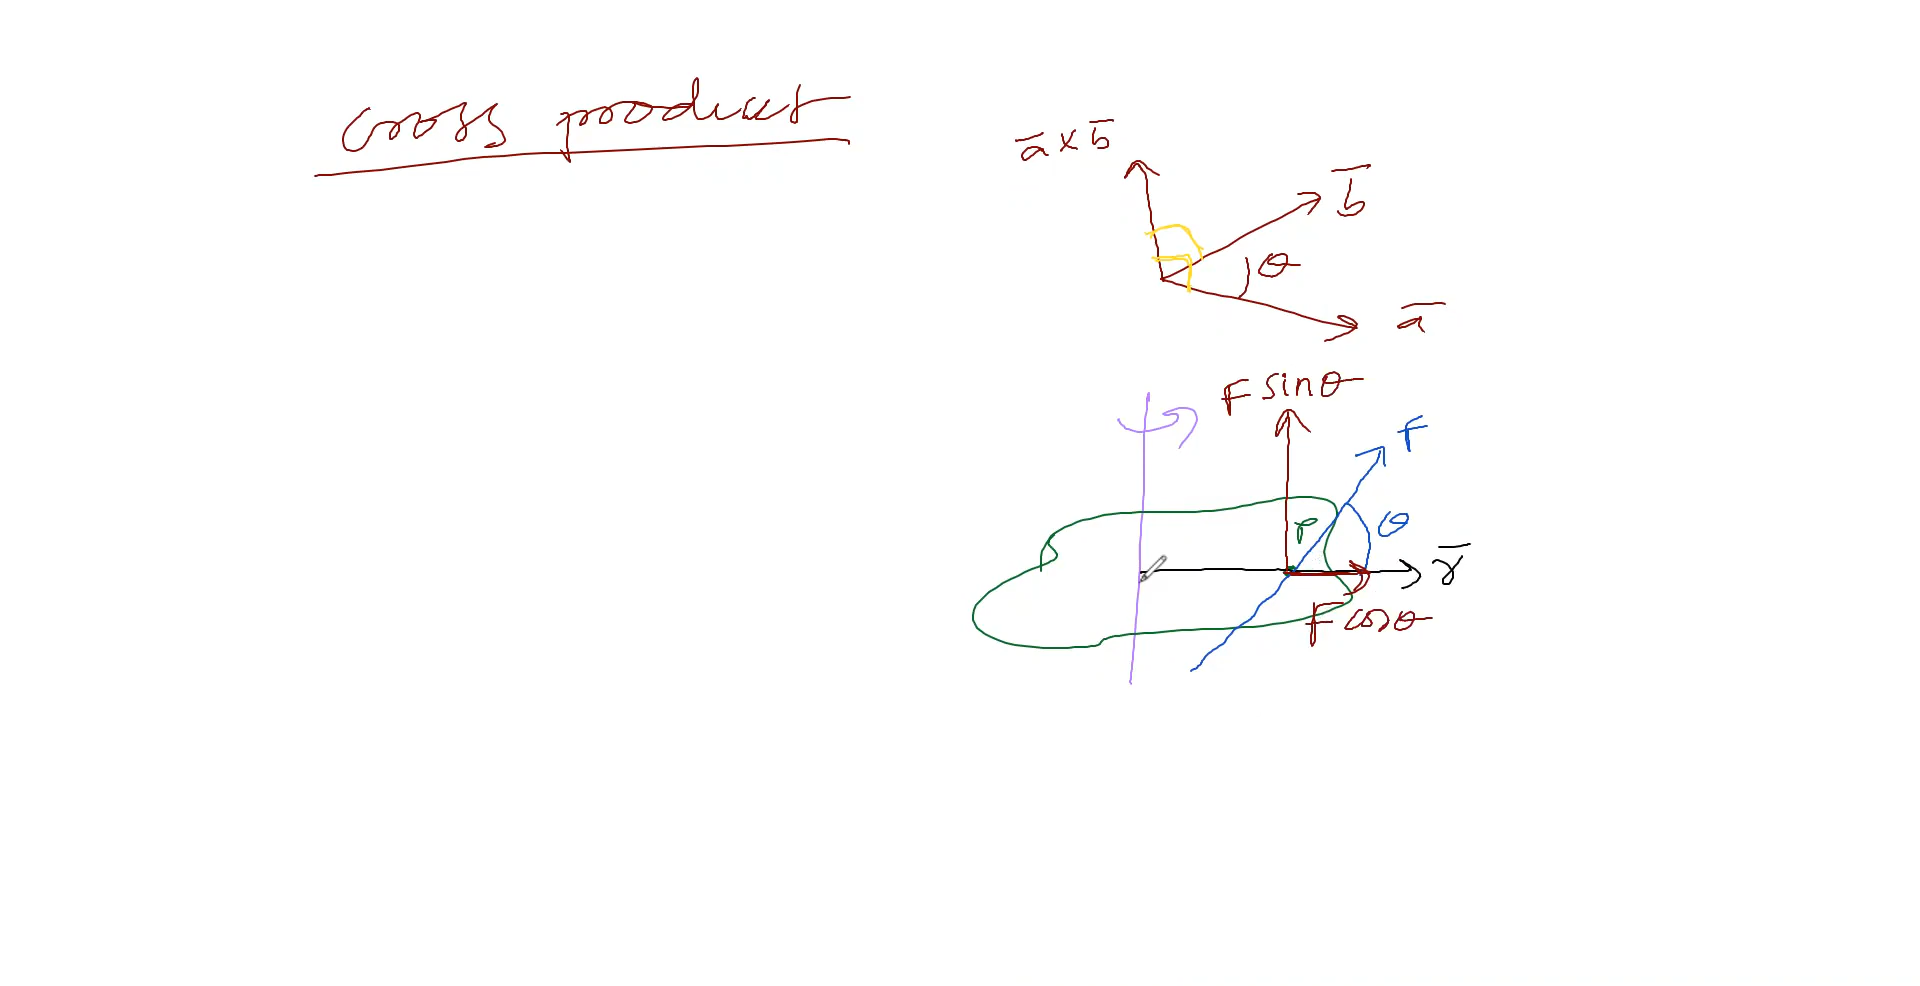 cross product
a̅ x b̅
b̅
θ
a̅
F sinθ
F
P
θ
r̅
F cosθ